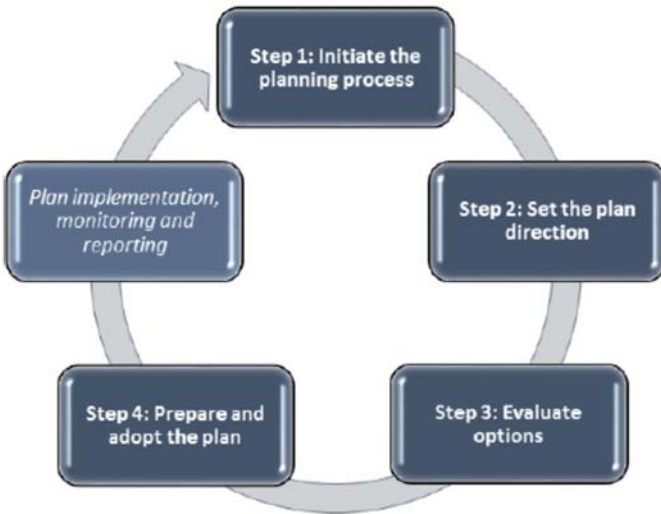 Step 1: Initiate the
planning process
Step 2: Set the plan
direction
Step 3: Evaluate
options
Step 4: Prepare and
adopt the plan
Plan implementation,
monitoring and
reporting